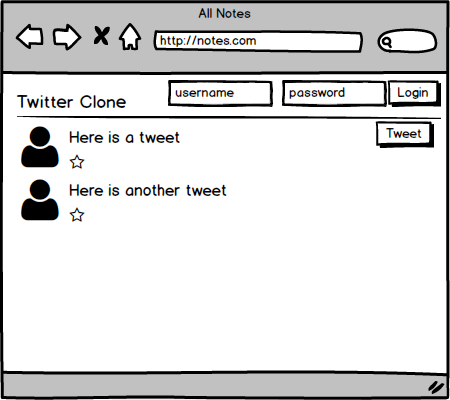 All Notes
http://notes.com
username password Login
Twitter Clone
Tweet
Here is a tweet
Here is another tweet